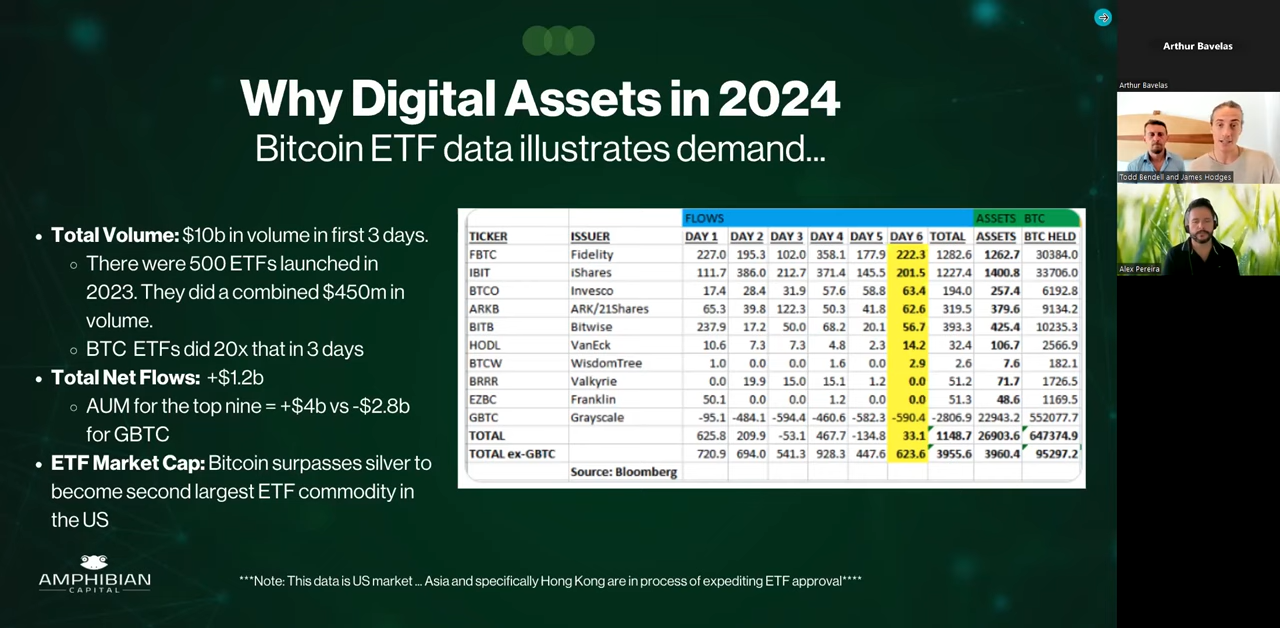 Why Digital Assets in 2024
Bitcoin ETF data illustrates demand...
• Total Volume: $10b in volume in first 3 days.
○ There were 500 ETFs launched in
2023. They did a combined $450m in
volume.
○ BTC ETFs did 20x that in 3 days
• Total Net Flows: +$1.2b
○ AUM for the top nine = +$4b vs -$2.8b
for GBTC
• ETF Market Cap: Bitcoin surpasses silver to
become second largest ETF commodity in
the US
FLOWS ASSETS BTC
TICKER ISSUER DAY 1 DAY 2 DAY 3 DAY 4 DAY 5 DAY 6 TOTAL ASSETS BTC HELD
FBTC Fidelity 227.0 195.3 102.0 358.1 177.9 222.3 1282.6 1262.7 30384.0
IBIT iShares 111.7 386.0 212.7 371.4 145.5 201.5 1227.4 1400.8 33706.0
BTCO Invesco 17.4 28.4 31.9 57.6 58.8 63.4 194.0 257.4 6192.8
ARKB ARK/21Shares 65.3 39.8 122.3 50.3 41.8 62.6 319.5 379.6 9134.2
BITB Bitwise 237.9 17.2 50.0 68.2 20.1 56.7 393.3 425.4 10235.3
HODL VanEck 10.6 7.3 7.3 4.8 2.3 14.2 32.4 106.7 2566.9
BTCW WisdomTree 1.0 0.0 0.0 1.6 0.0 2.9 2.6 7.6 182.1
BRRR Valkyrie 0.0 19.9 15.0 15.1 1.2 0.0 51.2 71.7 1726.5
EZBC Franklin 50.1 0.0 0.0 1.2 0.0 0.0 51.3 48.6 1169.5
GBTC Grayscale -95.1 -484.1 -594.4 -460.6 -582.3 -590.4 -2806.9 22943.2 552077.7
TOTAL 625.8 209.9 -53.1 467.7 -134.8 33.1 1148.7 26903.6 647374.9
TOTAL ex-GBTC 720.9 694.0 541.3 928.3 447.6 623.6 3955.6 3960.4 95297.2
Source: Bloomberg
AMPHIBIAN
CAPITAL
***Note: This data is US market ... Asia and specifically Hong Kong are in process of expediting ETF approval****
Arthur Bavelas
Arthur Bavelas
Todd Bendell and James Hodges
Alex Pereira